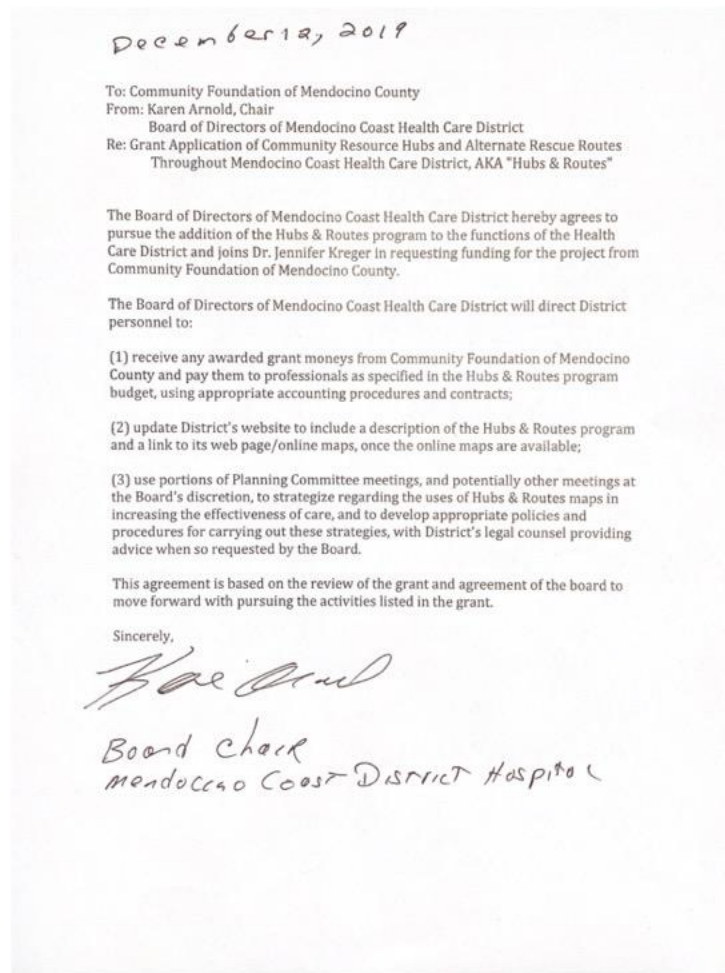 December 12, 2019
To: Community Foundation of Mendocino County
From: Karen Arnold, Chair
Board of Directors of Mendocino Coast Health Care District
Re: Grant Application of Community Resource Hubs and Alternate Rescue Routes
Throughout Mendocino Coast Health Care District, AKA "Hubs & Routes"
The Board of Directors of Mendocino Coast Health Care District hereby agrees to
pursue the addition of the Hubs & Routes program to the functions of the Health
Care District and joins Dr. Jennifer Kreger in requesting funding for the project from
Community Foundation of Mendocino County.
The Board of Directors of Mendocino Coast Health Care District will direct District
personnel to:
(1) receive any awarded grant moneys from Community Foundation of Mendocino
County and pay them to professionals as specified in the Hubs & Routes program
budget, using appropriate accounting procedures and contracts;
(2) update District's website to include a description of the Hubs & Routes program
and a link to its web page/online maps, once the online maps are available;
(3) use portions of Planning Committee meetings, and potentially other meetings at
the Board's discretion, to strategize regarding the uses of Hubs & Routes maps in
increasing the effectiveness of care, and to develop appropriate policies and
procedures for carrying out these strategies, with District's legal counsel providing
advice when so requested by the Board.
This agreement is based on the review of the grant and agreement of the board to
move forward with pursuing the activities listed in the grant.
Sincerely,
Board Chair
Mendocino Coast District Hospital